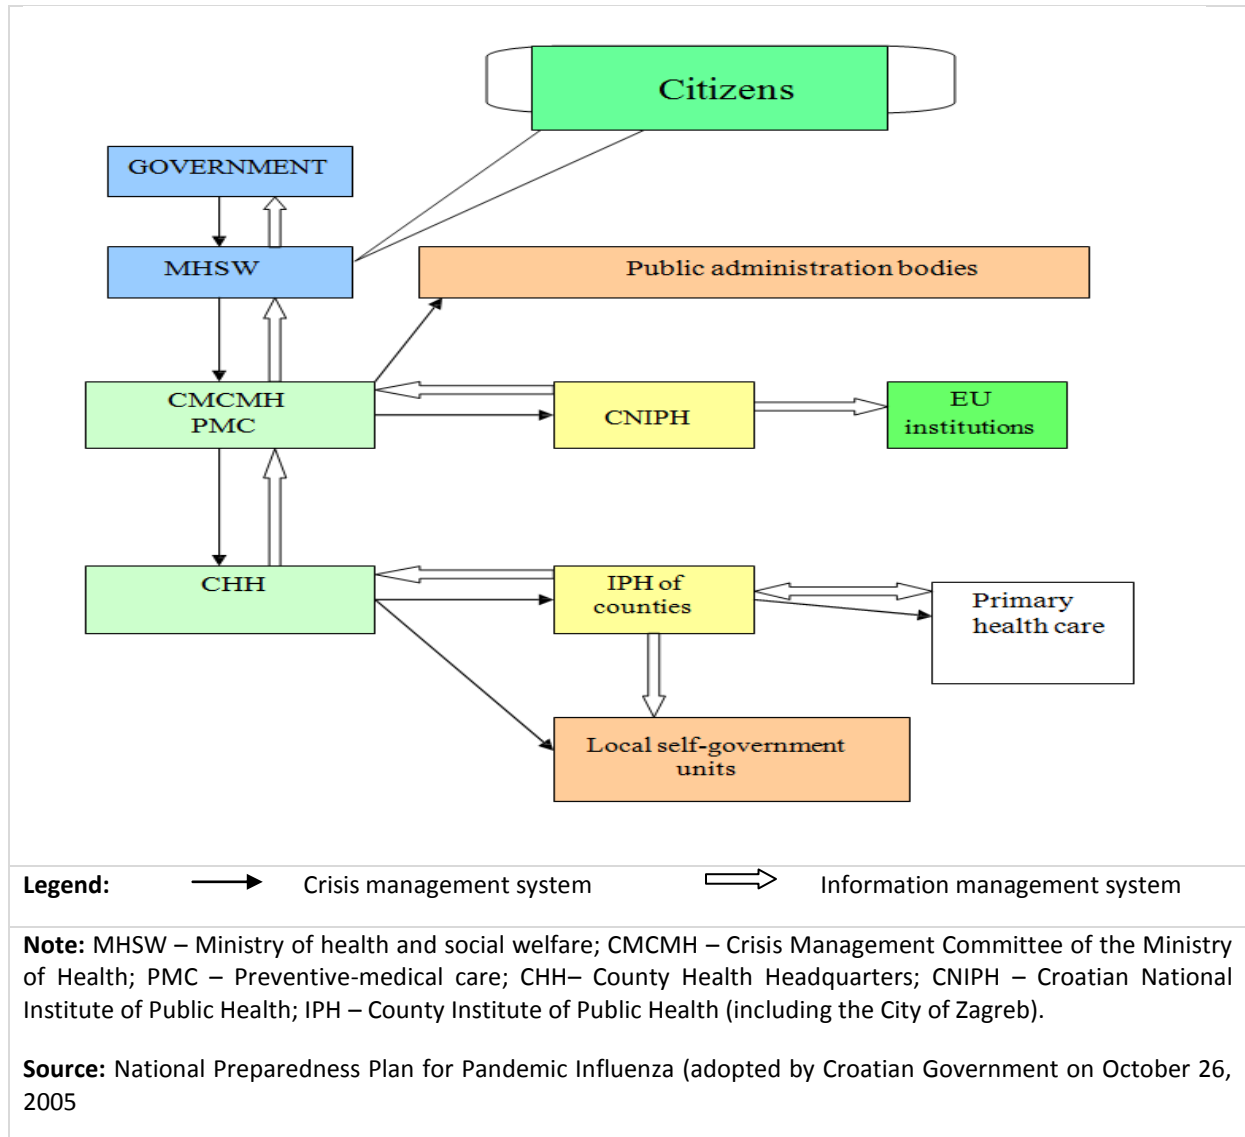 Citizens
GOVERNMENT
MHSW
Public administration bodies
CMCMH
PMC
CNIPH
EU
institutions
CHH
IPH of
counties
Primary
health care
Local self-government
units
Legend: Crisis management system Information management system
Note: MHSW – Ministry of health and social welfare; CMCMH – Crisis Management Committee of the Ministry
of Health; PMC – Preventive-medical care; CHH– County Health Headquarters; CNIPH – Croatian National
Institute of Public Health; IPH – County Institute of Public Health (including the City of Zagreb).
Source: National Preparedness Plan for Pandemic Influenza (adopted by Croatian Government on October 26,
2005